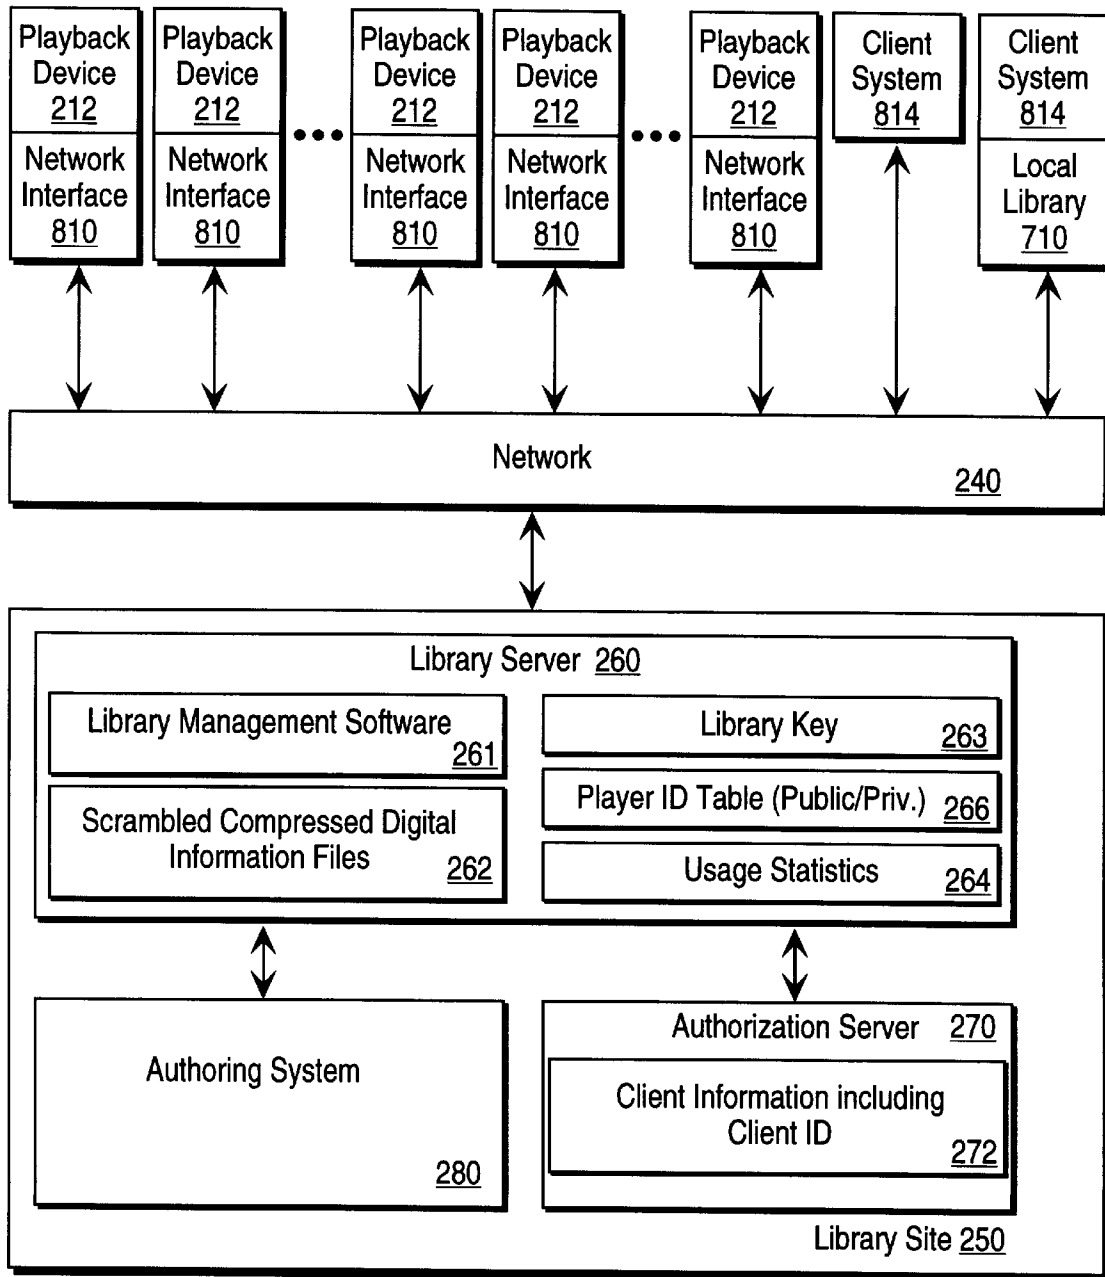 Playback
Device
212
Network
Interface
810
Playback
Device
212
Network
Interface
810
Playback
Device
212
Network
Interface
810
Playback
Device
212
Network
Interface
810
Playback
Device
212
Network
Interface
810
Client
System
814
Client
System
814
Local
Library
710
Network
240
Library Server 260
Library Management Software
261
Scrambled Compressed Digital
Information Files
262
Library Key
263
Player ID Table (Public/Priv.)
266
Usage Statistics
264
Authoring System
280
Authorization Server 270
Client Information including
Client ID
272
Library Site 250